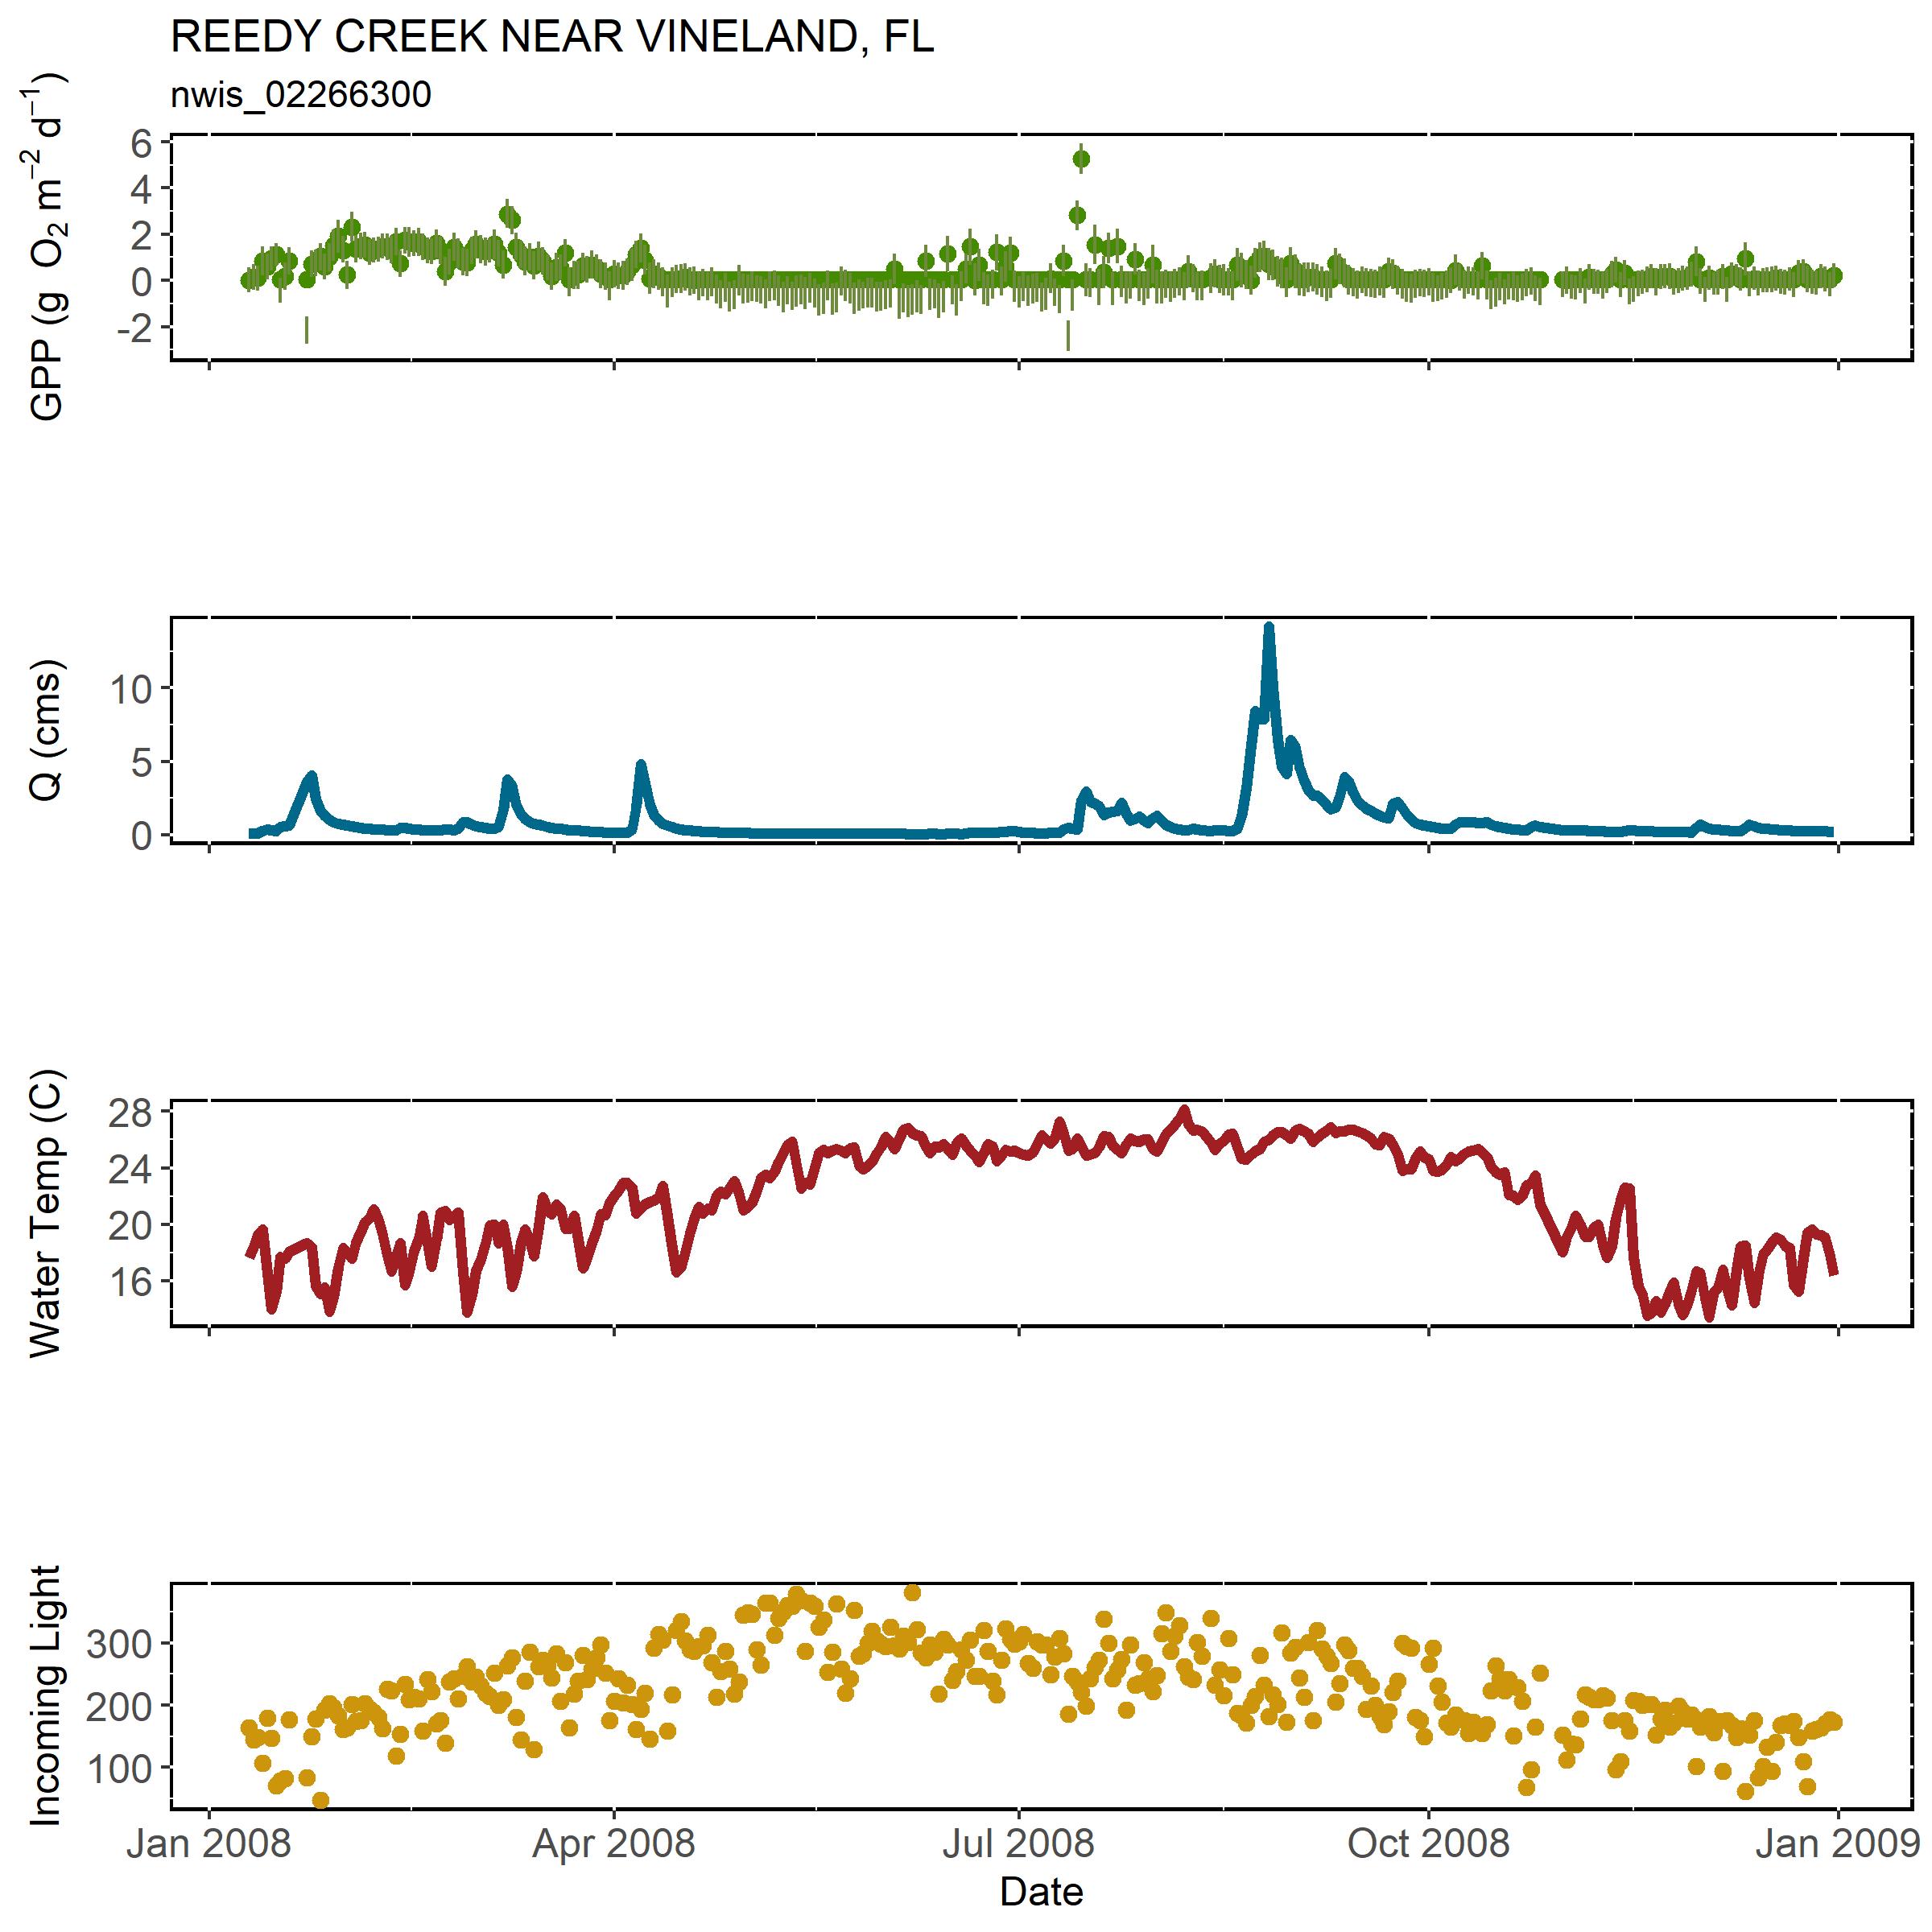 REEDY CREEK NEAR VINELAND, FL
nwis_02266300
GPP (g O₂ m⁻² d⁻¹)
6
4
2
0
-2
Q (cms)
10
5
0
Water Temp (C)
28
24
20
16
Incoming Light
300
200
100
Jan 2008 Apr 2008 Jul 2008 Oct 2008 Jan 2009
Date